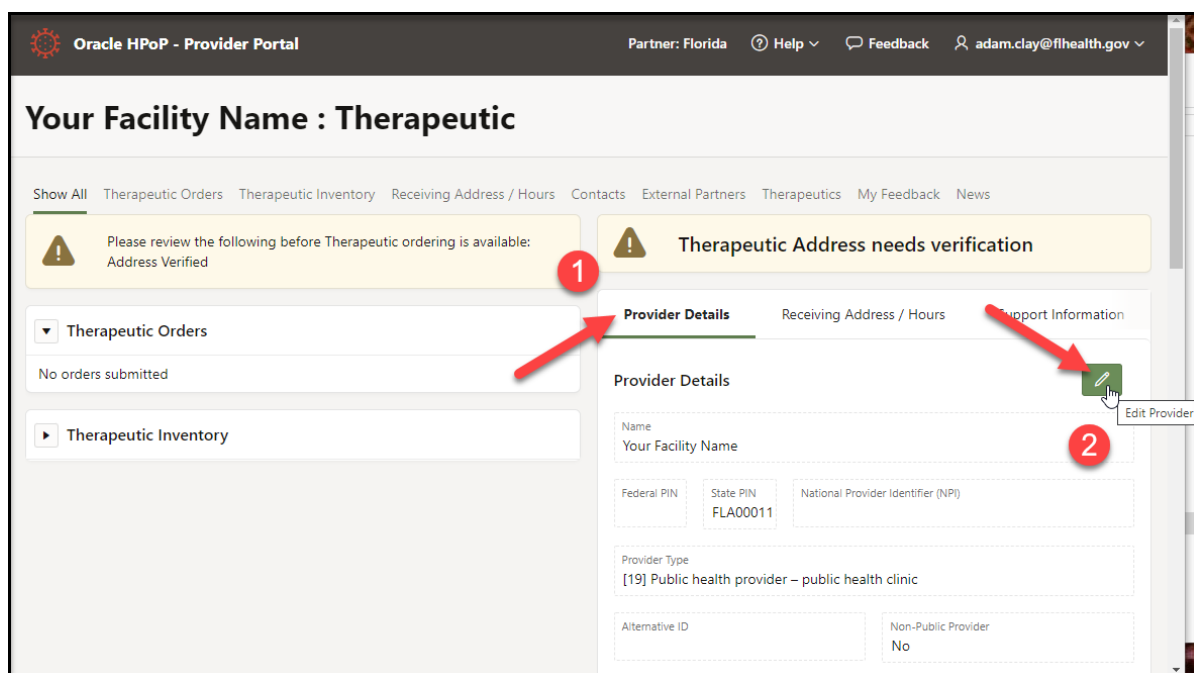 Oracle HPoP - Provider Portal
Partner: Florida
Help
Feedback
adam.clay@flhealth.gov
Your Facility Name : Therapeutic
Show All Therapeutic Orders Therapeutic Inventory Receiving Address / Hours Contacts External Partners Therapeutics My Feedback News
Please review the following before Therapeutic ordering is available:
Address Verified
Therapeutic Orders
No orders submitted
Therapeutic Inventory
Therapeutic Address needs verification
1
Provider Details Receiving Address / Hours Support Information
Provider Details
Edit Provider
2
Name
Your Facility Name
Federal PIN
State PIN
FLA00011
National Provider Identifier (NPI)
Provider Type
[19] Public health provider – public health clinic
Alternative ID
Non-Public Provider
No